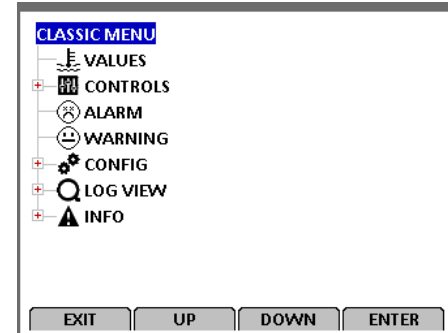 CLASSIC MENU
VALUES
CONTROLS
ALARM
WARNING
CONFIG
LOG VIEW
INFO
EXIT UP DOWN ENTER